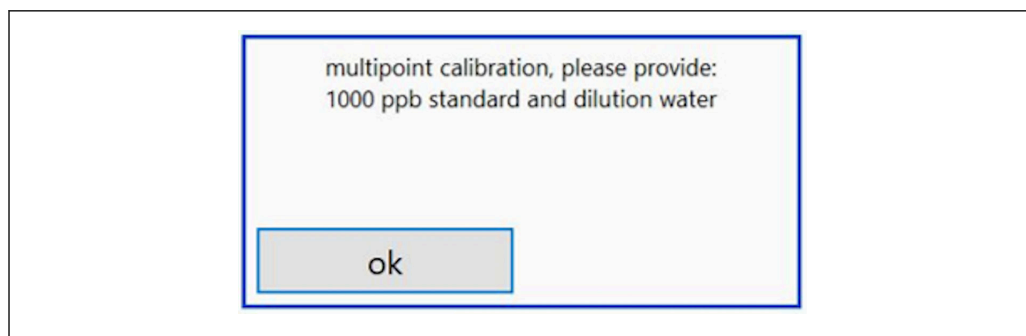 multipoint calibration, please provide:
1000 ppb standard and dilution water
ok